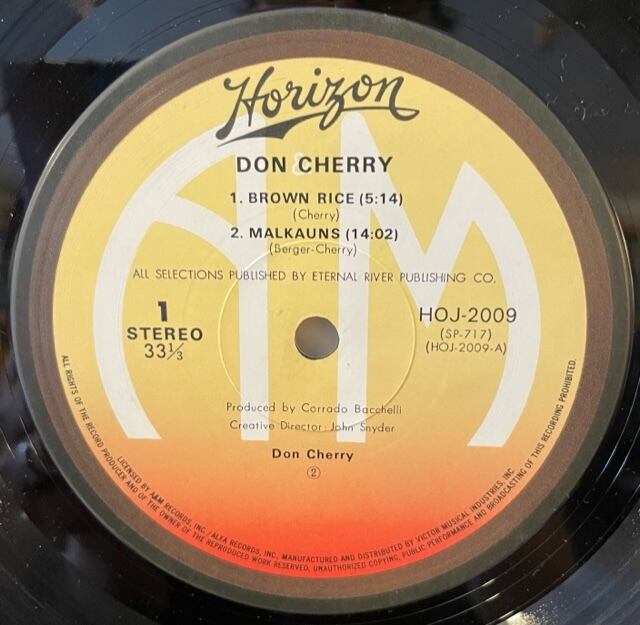 Horizon
DON CHERRY
1. BROWN RICE (5:14)
(Cherry)
2. MALKAUNS (14:02)
(Berger-Cherry)
ALL SELECTIONS PUBLISHED BY ETERNAL RIVER PUBLISHING CO.
1
STEREO
33⅓
HOJ-2009
(SP-717)
(HOJ-2009-A)
Produced by Corrado Bacchelli
Creative Director: John Snyder
Don Cherry
②
ALL RIGHTS OF THE RECORD PRODUCER AND OF THE OWNER OF THE REPRODUCED WORK RESERVED, UNAUTHORIZED COPYING, PUBLIC PERFORMANCE AND BROADCASTING OF THIS RECORDING PROHIBITED.
LICENSED BY A&M RECORDS, INC./ALFA RECORDS, INC. MANUFACTURED AND DISTRIBUTED BY VICTOR MUSICAL INDUSTRIES, INC.
A&M